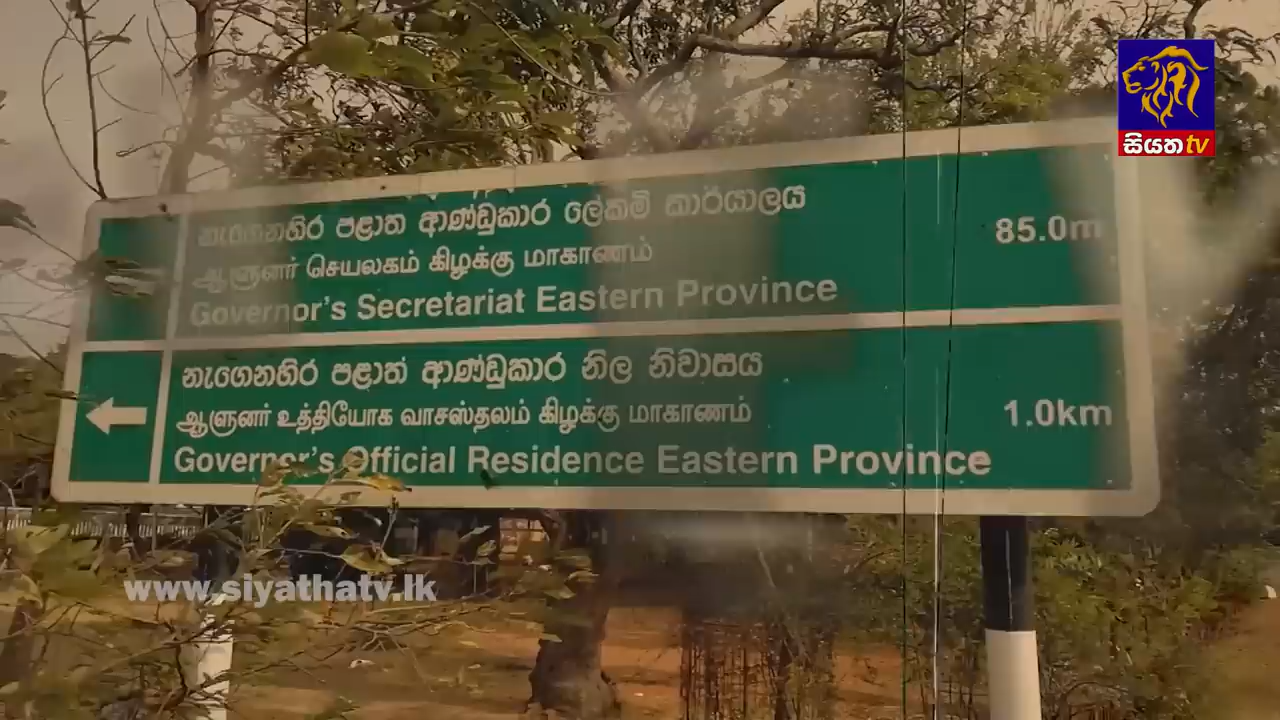 සියත tv
නැගෙනහිර පළාත ආණ්ඩුකාර ලේකම් කාර්යාලය
ஆளுனர் செயலகம் கிழக்கு மாகாணம்
Governor's Secretariat Eastern Province
85.0m
නැගෙනහිර පළාත් ආණ්ඩුකාර නිල නිවාසය
ஆளுனர் உத்தியோக வாசஸ்தலம் கிழக்கு மாகாணம்
Governor's Official Residence Eastern Province
1.0km
www.siyathatv.lk